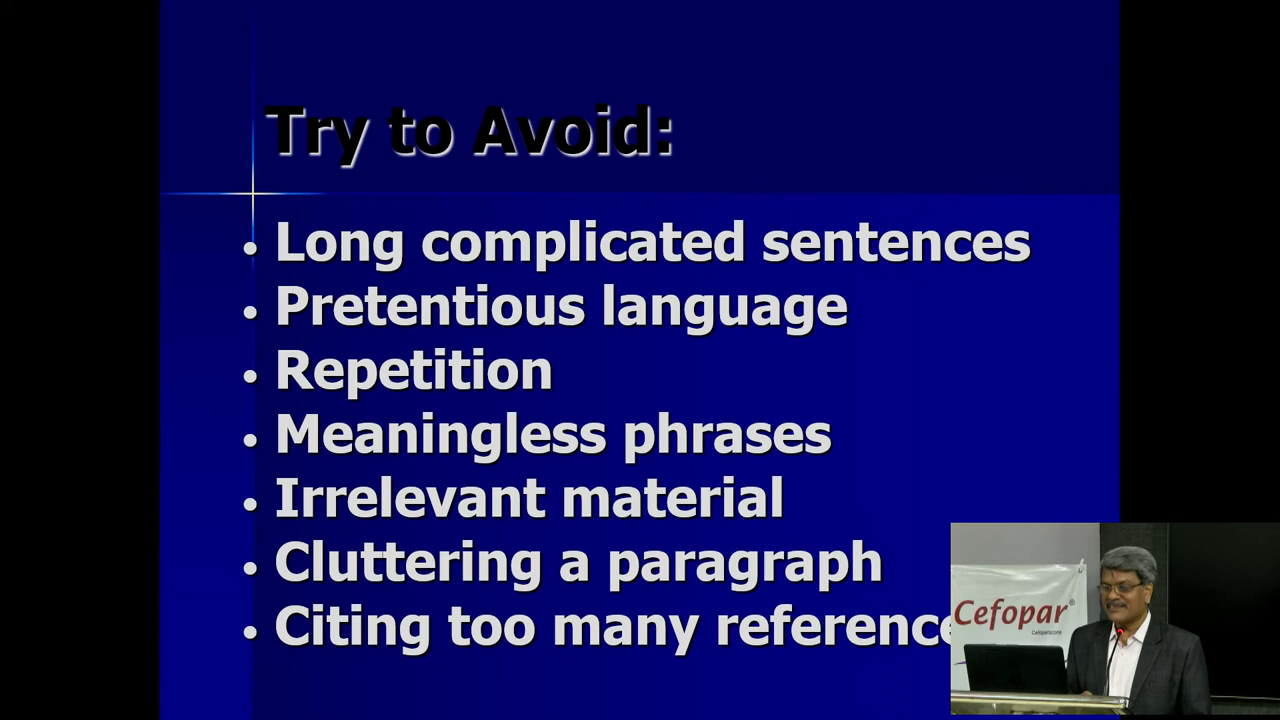 Try to Avoid:
• Long complicated sentences
• Pretentious language
• Repetition
• Meaningless phrases
• Irrelevant material
• Cluttering a paragraph
• Citing too many
Cefopar®